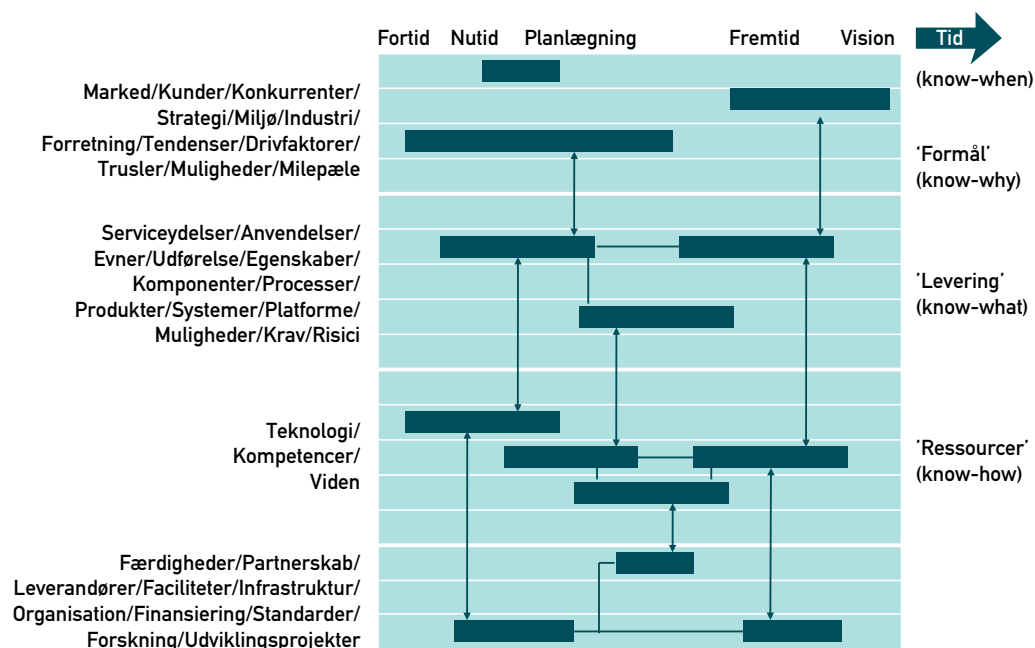 Fortid Nutid Planlægning Fremtid Vision Tid
(know-when)
Marked/Kunder/Konkurrenter/
Strategi/Miljø/Industri/
Forretning/Tendenser/Drivfaktorer/
Trusler/Muligheder/Milepæle
'Formål'
(know-why)
Serviceydelser/Anvendelser/
Evner/Udførelse/Egenskaber/
Komponenter/Processer/
Produkter/Systemer/Platforme/
Muligheder/Krav/Risici
'Levering'
(know-what)
Teknologi/
Kompetencer/
Viden
'Ressourcer'
(know-how)
Færdigheder/Partnerskab/
Leverandører/Faciliteter/Infrastruktur/
Organisation/Finansiering/Standarder/
Forskning/Udviklingsprojekter